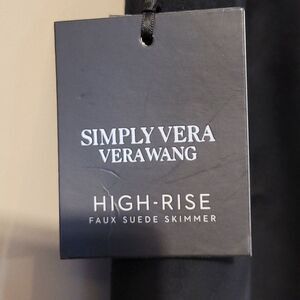 SIMPLY VERA
VERA WANG
HIGH-RISE
FAUX SUEDE SKIMMER